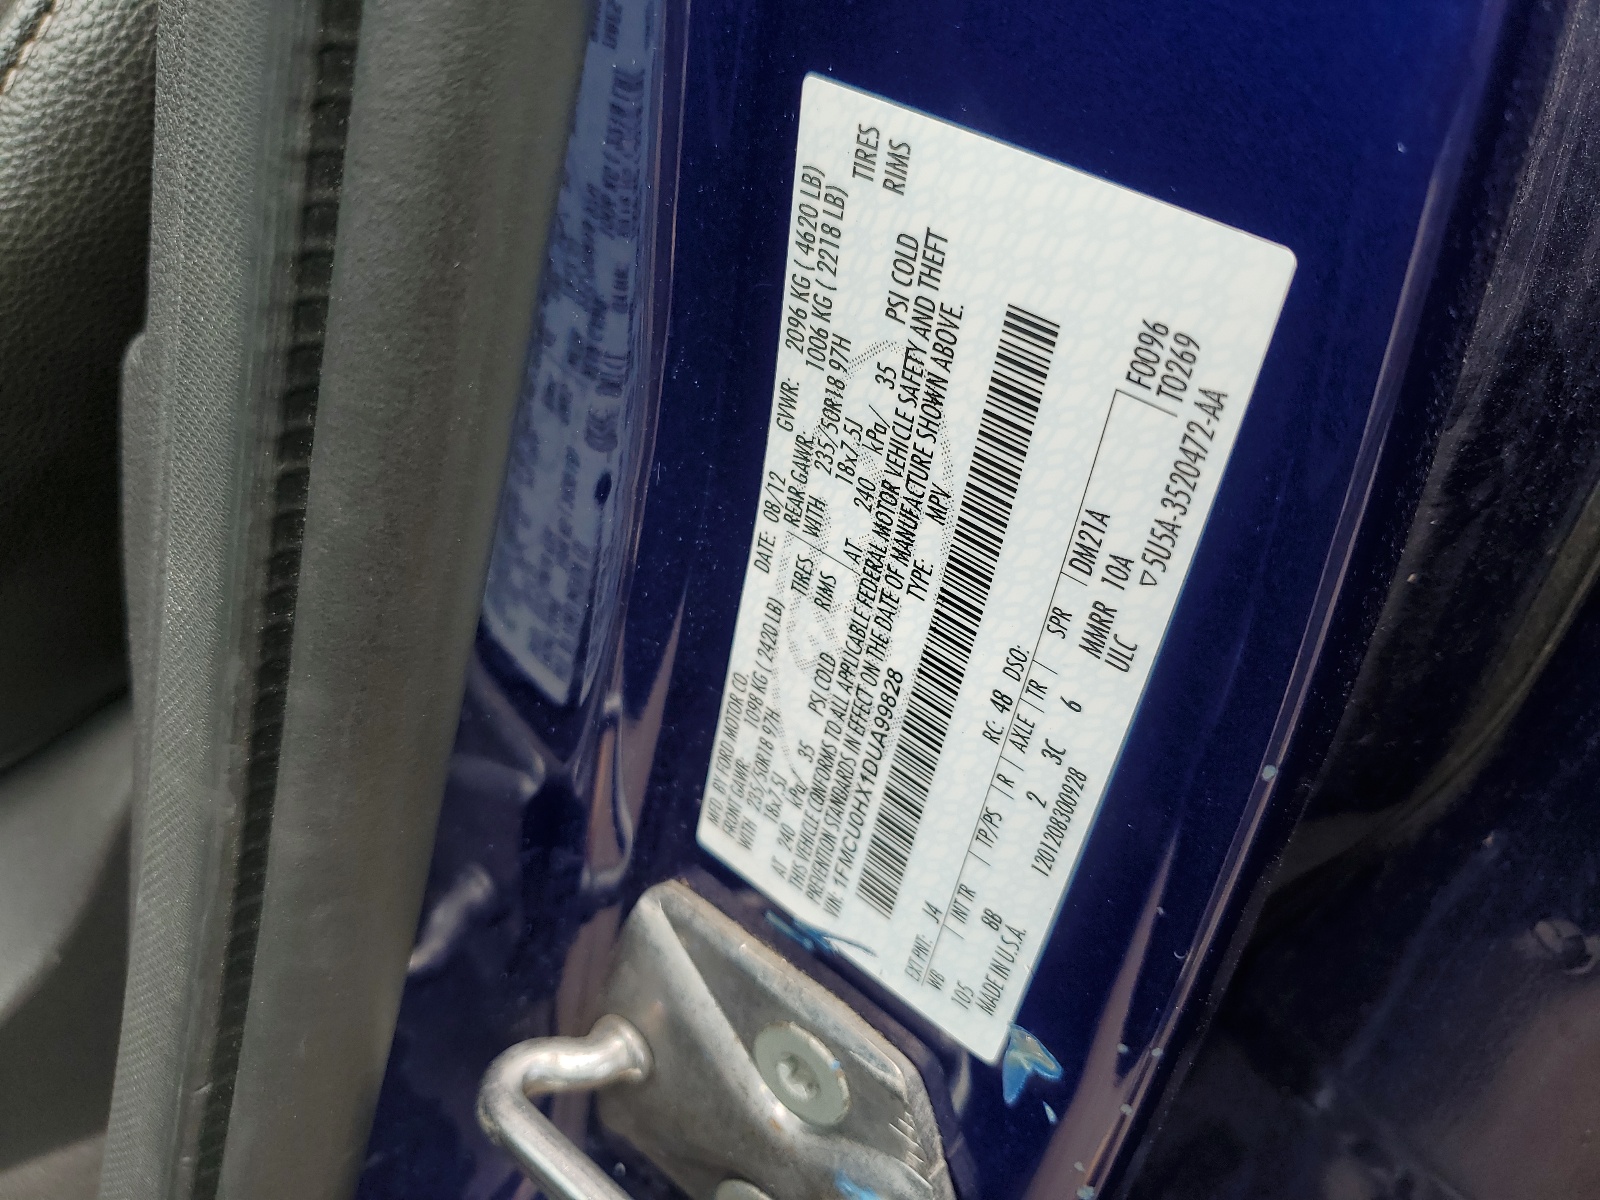 MFD. BY FORD MOTOR CO. DATE: 08/12 GVWR: 2096 KG ( 4620 LB)
FRONT GAWR: 1098 KG ( 2420 LB) REAR GAWR: 1006 KG ( 2218 LB)
WITH 235/50R18 97H TIRES WITH 235/50R18 97H TIRES
18x7.5J RIMS 18x7.5J RIMS
AT 240 kPa/ 35 PSI COLD AT 240 kPa/ 35 PSI COLD
THIS VEHICLE CONFORMS TO ALL APPLICABLE FEDERAL MOTOR VEHICLE SAFETY AND THEFT
PREVENTION STANDARDS IN EFFECT ON THE DATE OF MANUFACTURE SHOWN ABOVE.
VIN: 1FMCU0HX1DUA99828 TYPE: MPV
EXT PNT: J4 RC: 4B DSO: F0096
WB INT TR TP/PS R AXLE TR SPR DM21A T0269
105 BB 2 3C 6 MMRR 10A
MADE IN U.S.A. 1201208300928 ULC ▽5U5A-3520472-AA